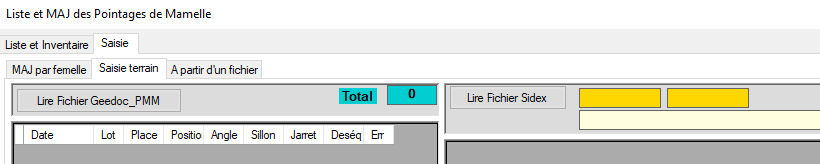 Liste et MAJ des Pointages de Mamelle
Liste et Inventaire Saisie
MAJ par femelle Saisie terrain A partir d'un fichier
Lire Fichier Geedoc_PMM Total 0 Lire Fichier Sidex
Date Lot Place Positio Angle Sillon Jarret Deséq Err